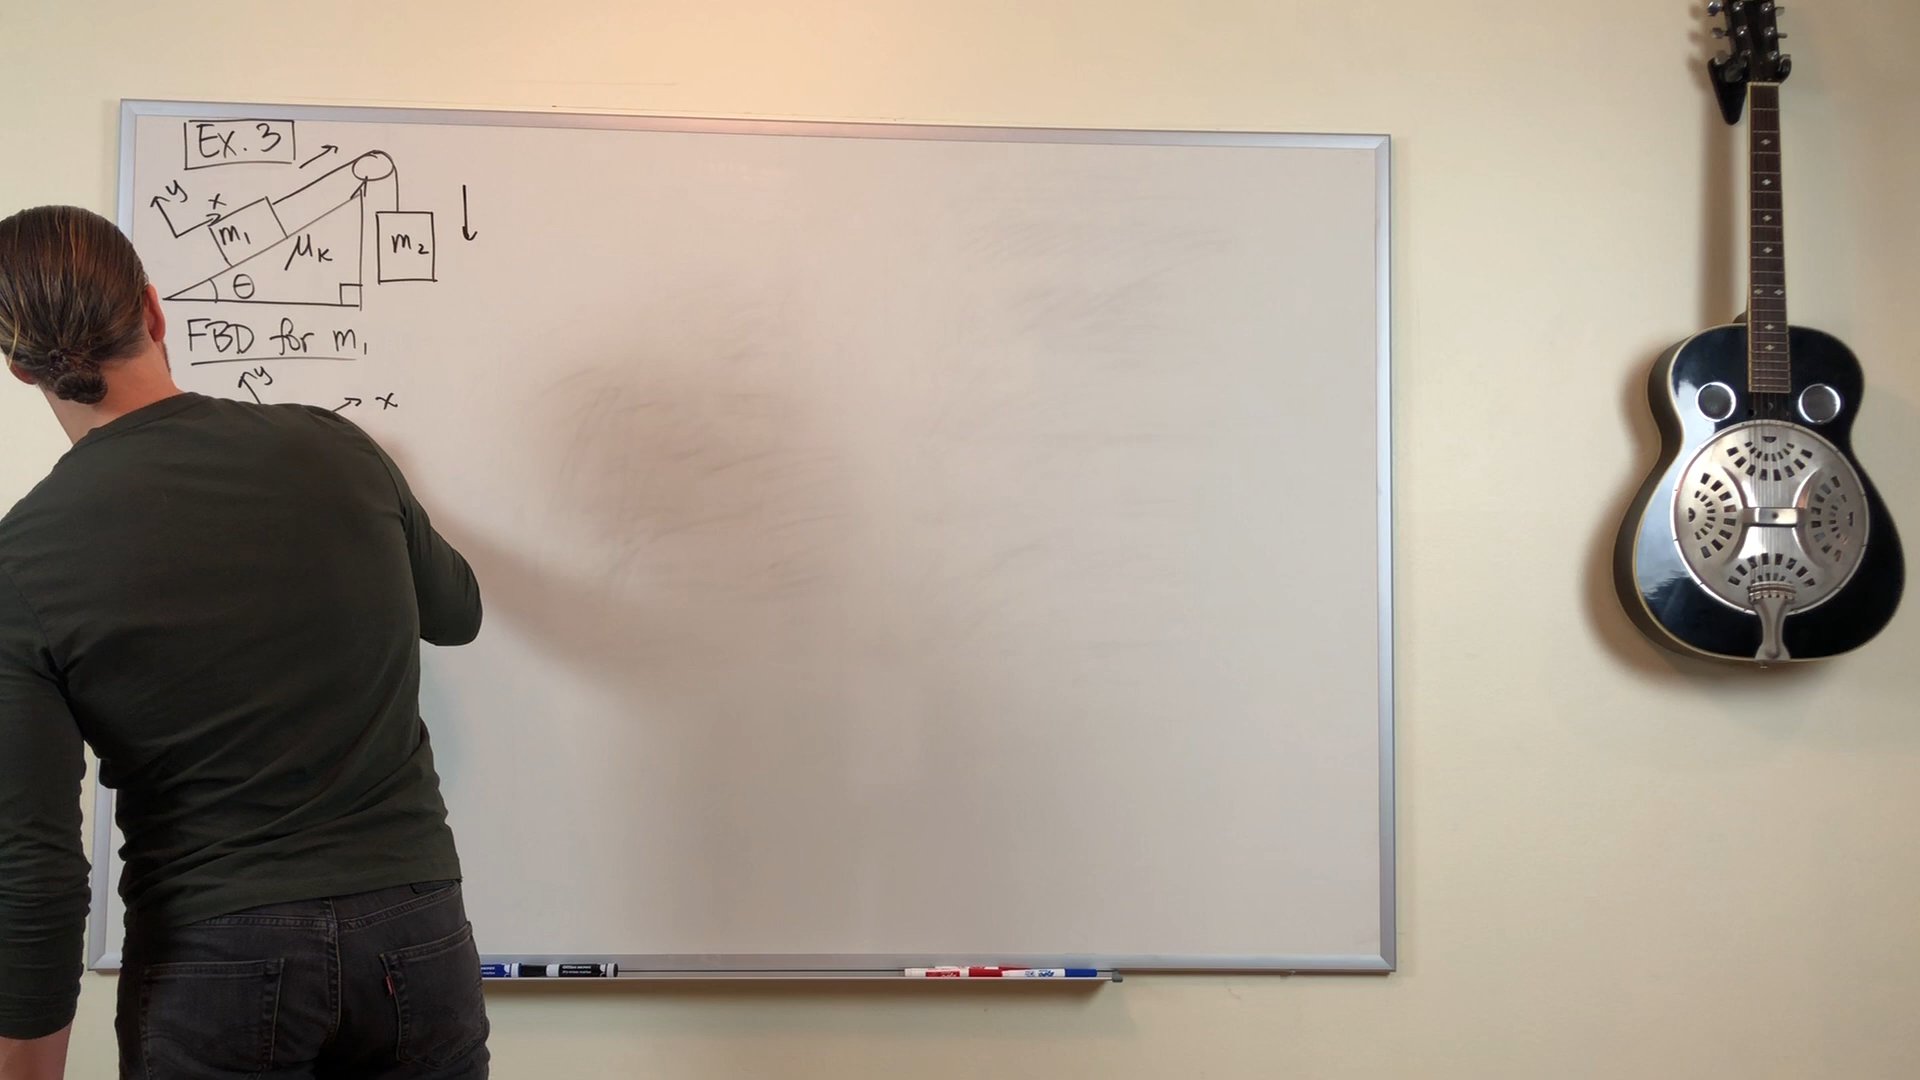 Ex. 3
y
x
m₁
μₖ
m₂
θ
FBD for m₁
y
x